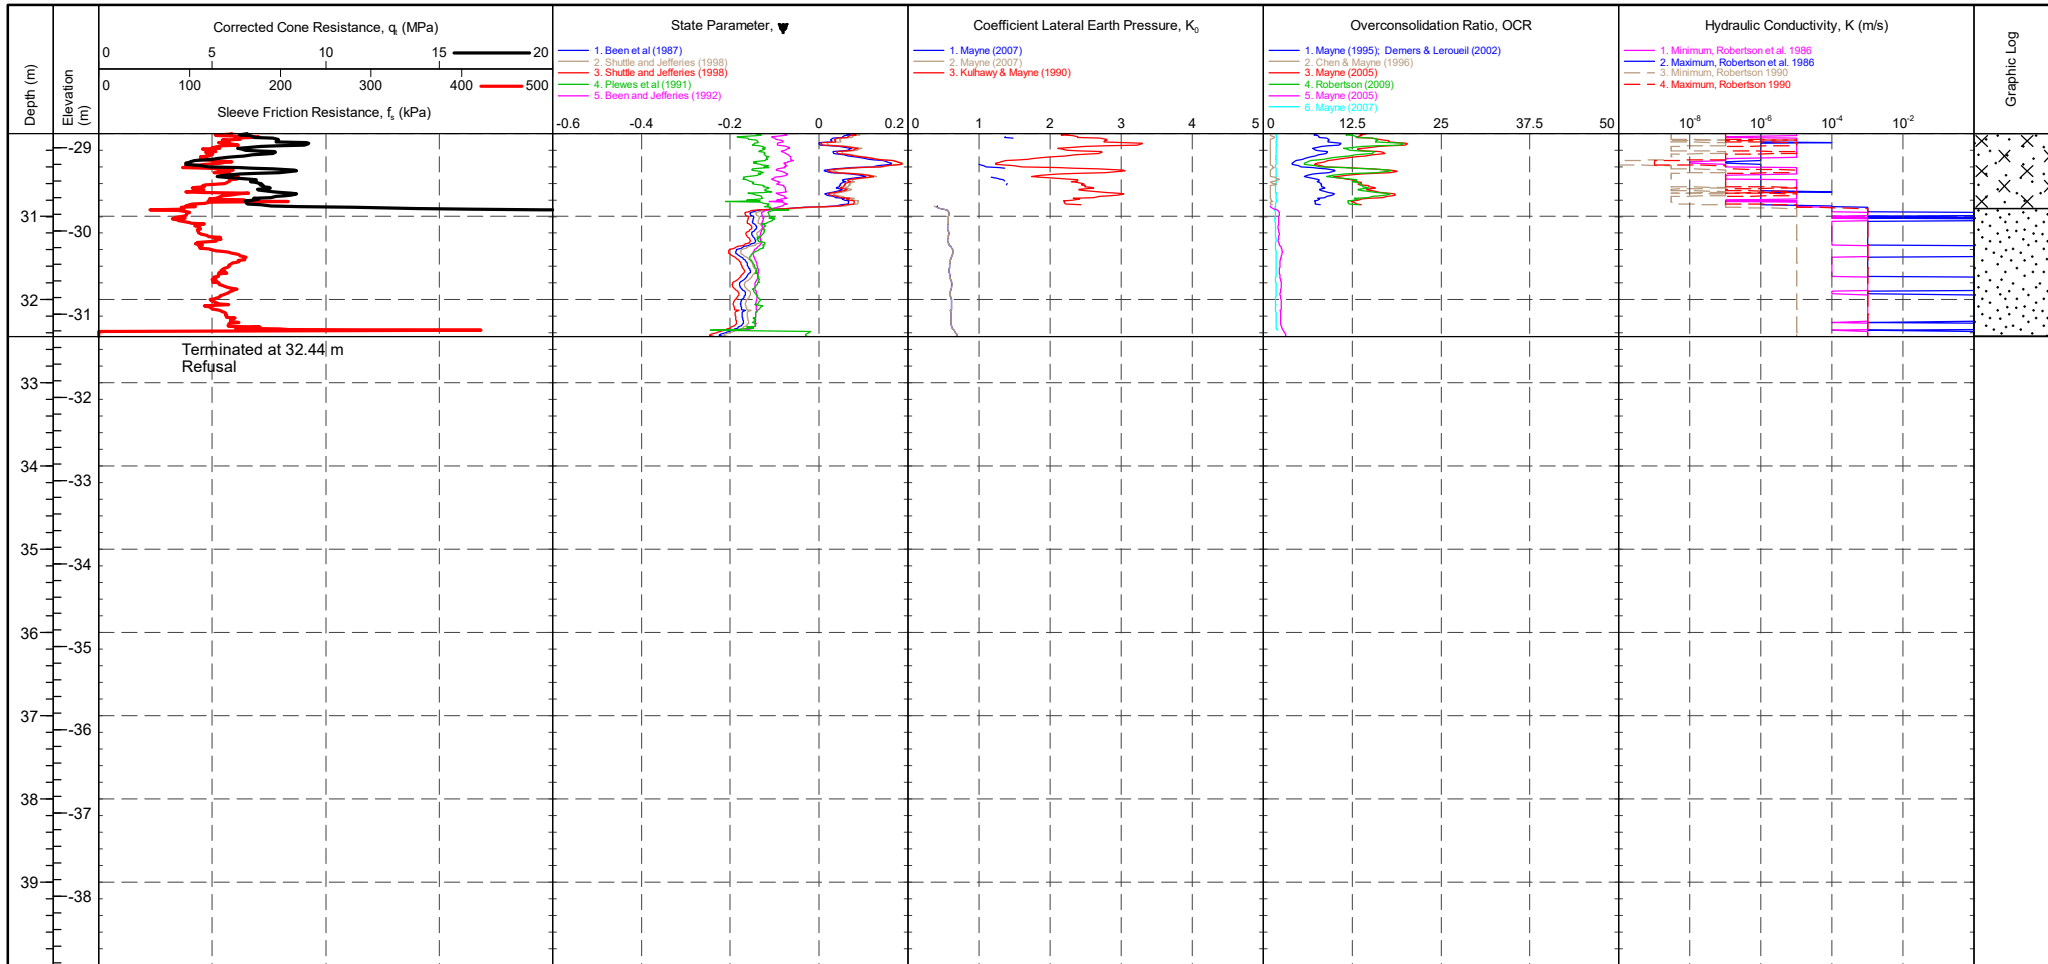 Depth (m)
Elevation (m)
Corrected Cone Resistance, qt (MPa)
0 5 10 15 20
0 100 200 300 400 500
Sleeve Friction Resistance, fs (kPa)
State Parameter, Ψ
1. Been et al (1987)
2. Shuttle and Jefferies (1998)
3. Shuttle and Jefferies (1998)
4. Plewes et al (1991)
5. Been and Jefferies (1992)
-0.6 -0.4 -0.2 0 0.2
Coefficient Lateral Earth Pressure, K0
1. Mayne (2007)
2. Mayne (2007)
3. Kulhawy & Mayne (1990)
0 1 2 3 4 5
Overconsolidation Ratio, OCR
1. Mayne (1995); Demers & Leroueil (2002)
2. Chen & Mayne (1996)
3. Mayne (2005)
4. Robertson (2009)
5. Mayne (2005)
6. Mayne (2007)
0 12.5 25 37.5 50
Hydraulic Conductivity, K (m/s)
1. Minimum, Robertson et al. 1986
2. Maximum, Robertson et al. 1986
3. Minimum, Robertson 1990
4. Maximum, Robertson 1990
10-8 10-6 10-4 10-2
Graphic Log
-29
31
-30
32
-31
Terminated at 32.44 m
Refusal
33
-32
34
-33
35
-34
36
-35
37
-36
38
-37
39
-38